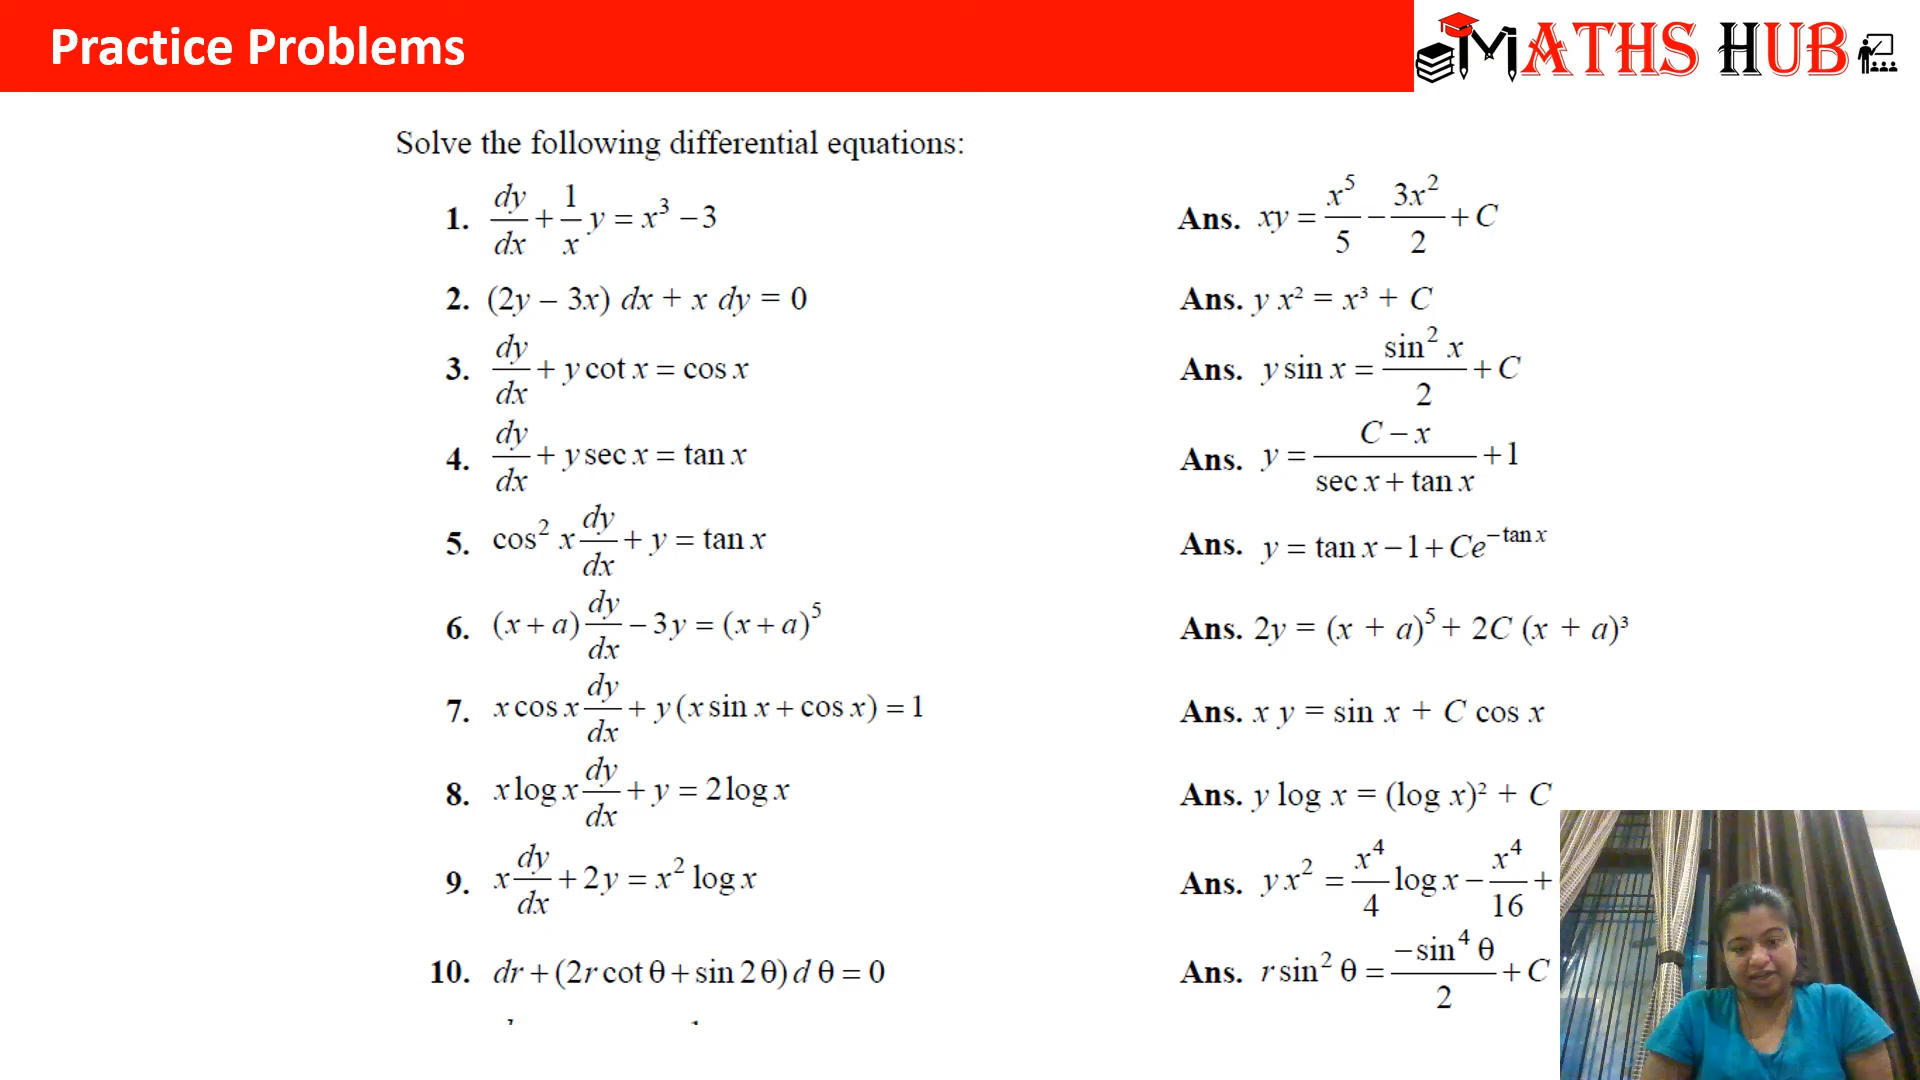 Practice Problems
MATHS HUB
Solve the following differential equations:
1. dy/dx + 1/x y = x³ − 3 Ans. xy = x⁵/5 − 3x²/2 + C
2. (2y – 3x) dx + x dy = 0 Ans. y x² = x³ + C
3. dy/dx + y cot x = cos x Ans. y sin x = sin² x/2 + C
4. dy/dx + y sec x = tan x Ans. y = (C − x)/(sec x + tan x) + 1
5. cos² x dy/dx + y = tan x Ans. y = tan x − 1 + Ce^(−tan x)
6. (x + a) dy/dx − 3y = (x + a)⁵ Ans. 2y = (x + a)⁵ + 2C (x + a)³
7. x cos x dy/dx + y (x sin x + cos x) = 1 Ans. x y = sin x + C cos x
8. x log x dy/dx + y = 2 log x Ans. y log x = (log x)² + C
9. x dy/dx + 2y = x² log x Ans. yx² = x⁴/4 log x − x⁴/16 +
10. dr + (2r cot θ + sin 2θ) d θ = 0 Ans. r sin² θ = −sin⁴ θ/2 + C